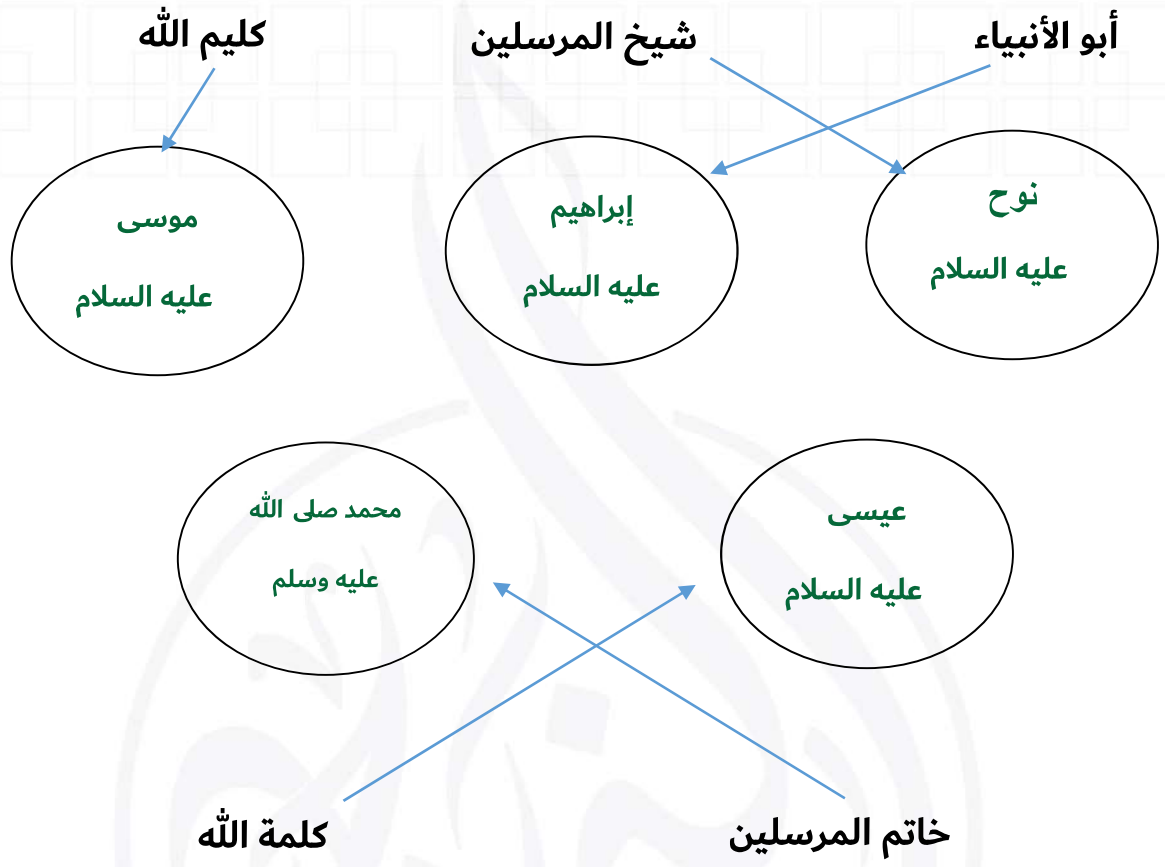 أبو الأنبياء
شيخ المرسلين
كليم الله
نوح
عليه السلام
إبراهيم
عليه السلام
موسى
عليه السلام
عيسى
عليه السلام
محمد صلى الله
عليه وسلم
خاتم المرسلين
كلمة الله